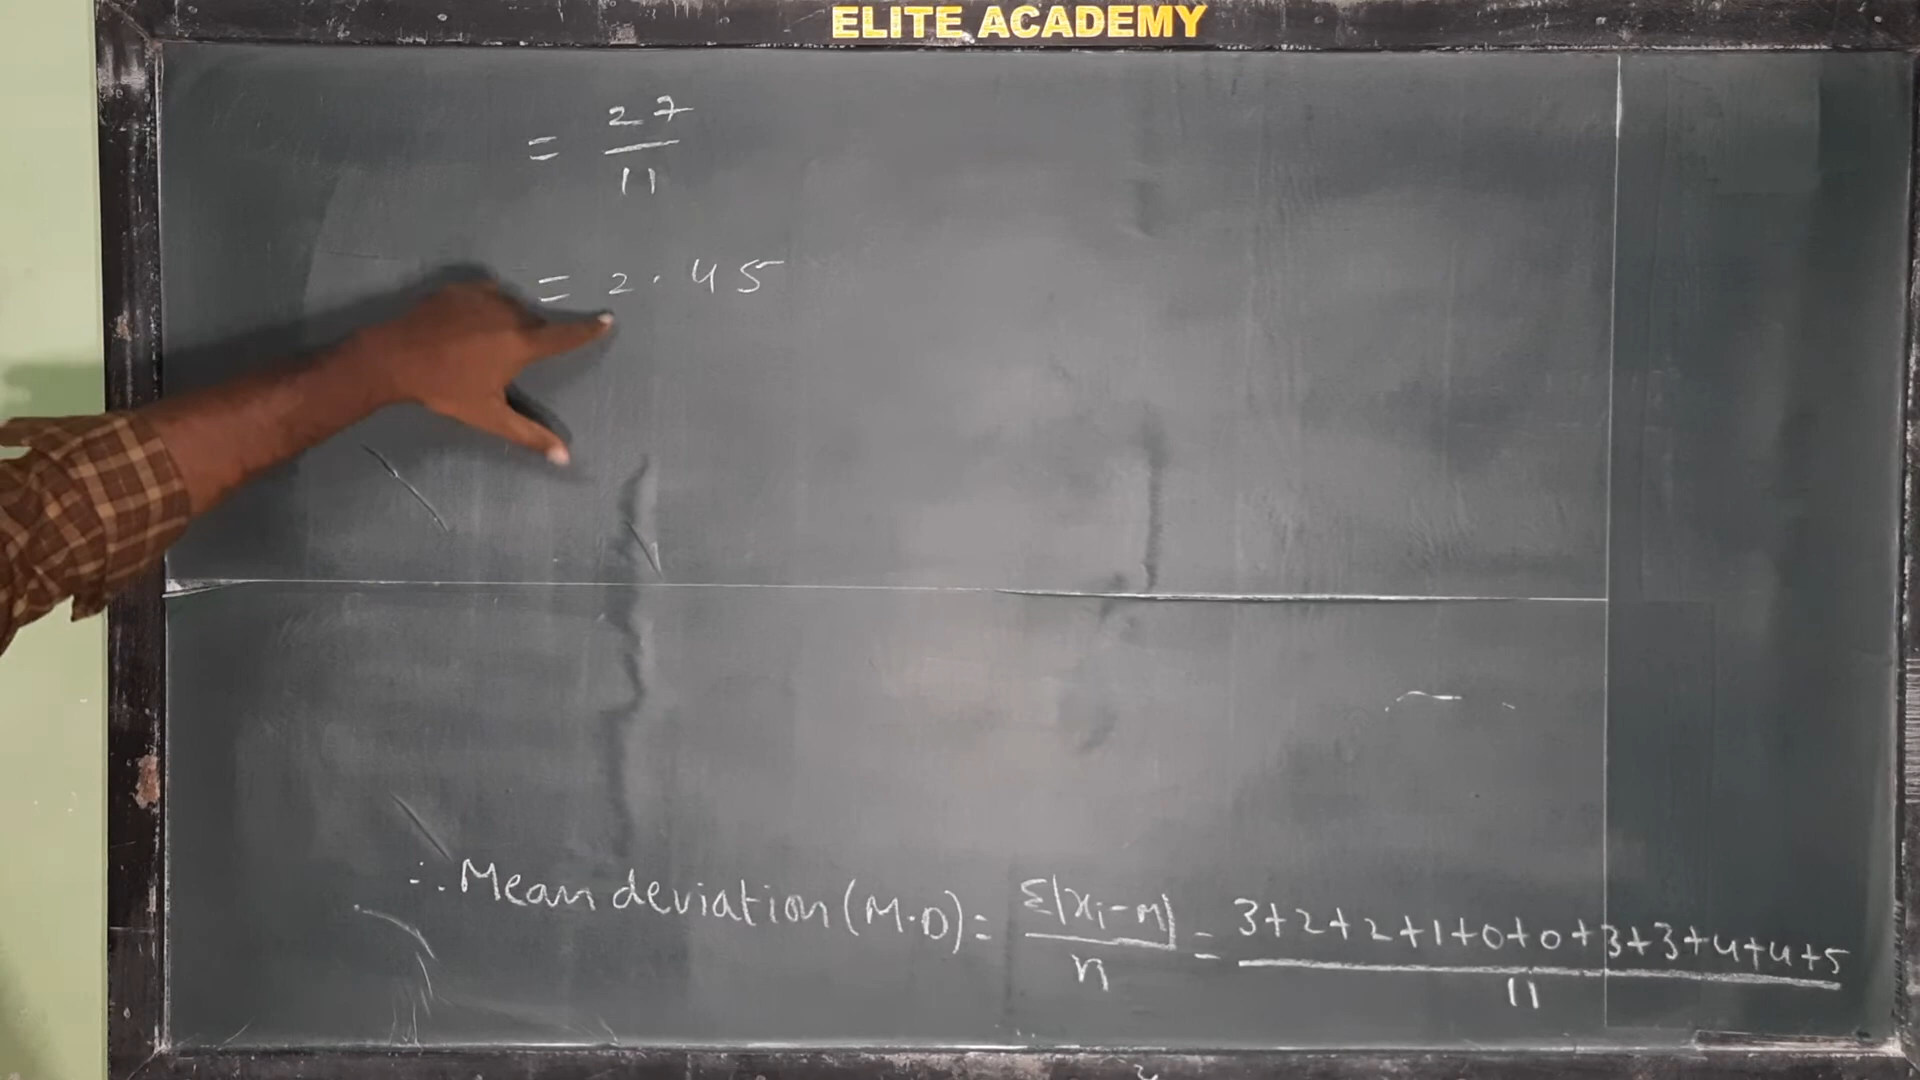 ELITE ACADEMY
= 27/11
= 2.45
∴ Mean deviation (M.D) = Σ|xi-M|/n = 3+2+2+1+0+0+3+3+4+4+5/11